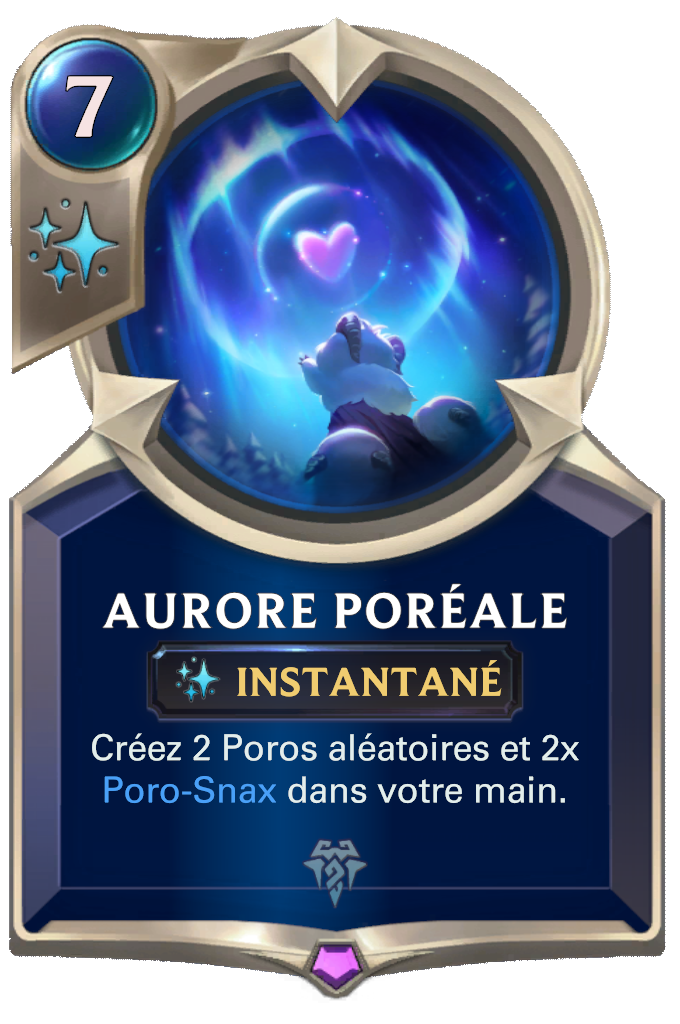 7
AURORE PORÉALE
INSTANTANÉ
Créez 2 Poros aléatoires et 2x
Poro-Snax dans votre main.